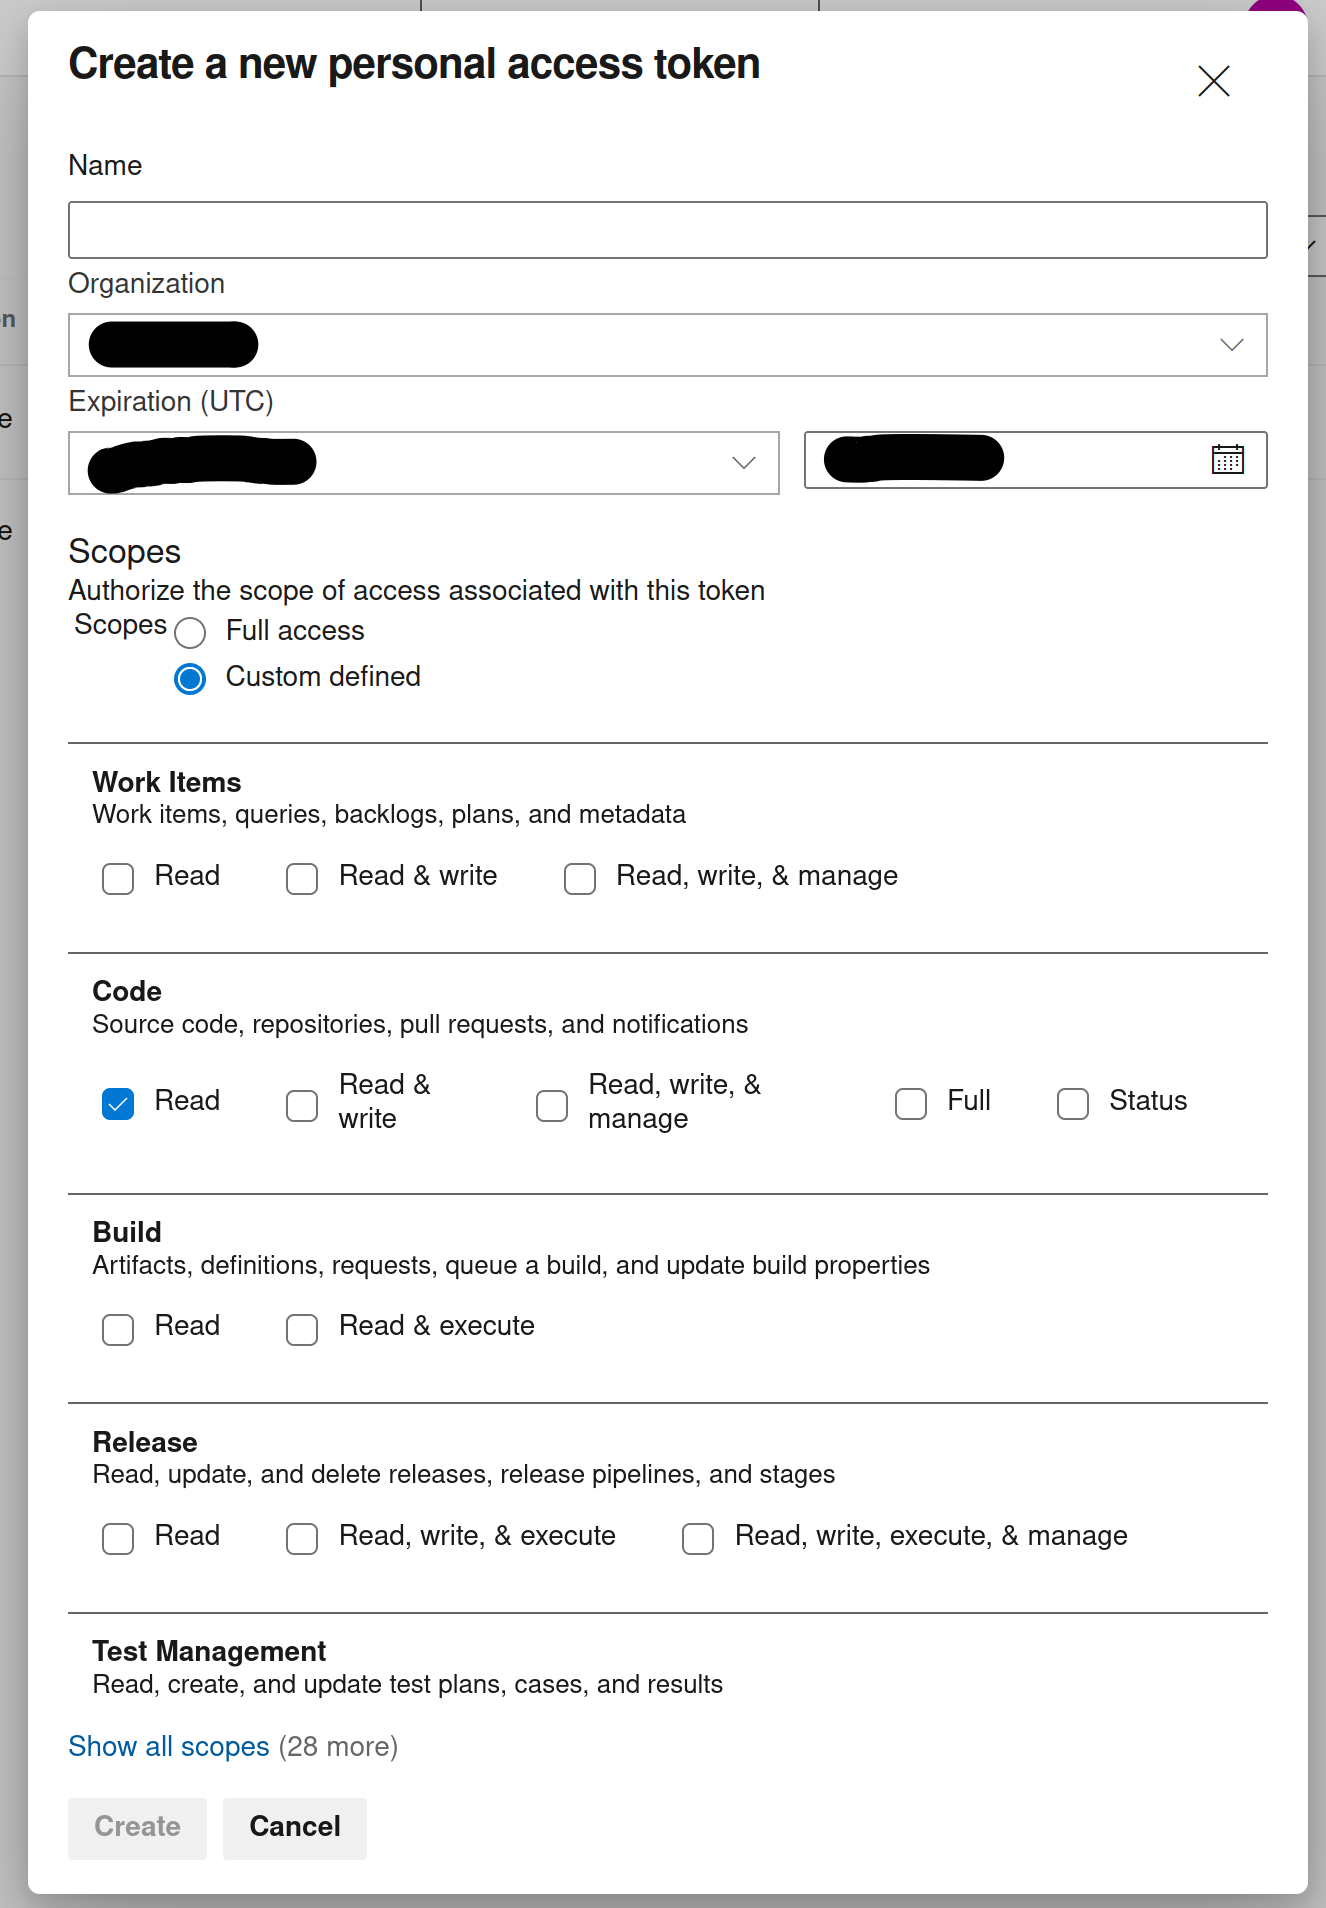 Create a new personal access token
Name
Organization
Expiration (UTC)
Scopes
Authorize the scope of access associated with this token
Scopes
Full access
Custom defined
Work Items
Work items, queries, backlogs, plans, and metadata
Read
Read & write
Read, write, & manage
Code
Source code, repositories, pull requests, and notifications
Read
Read &
write
Read, write, &
manage
Full
Status
Build
Artifacts, definitions, requests, queue a build, and update build properties
Read
Read & execute
Release
Read, update, and delete releases, release pipelines, and stages
Read
Read, write, & execute
Read, write, execute, & manage
Test Management
Read, create, and update test plans, cases, and results
Show all scopes (28 more)
Create
Cancel